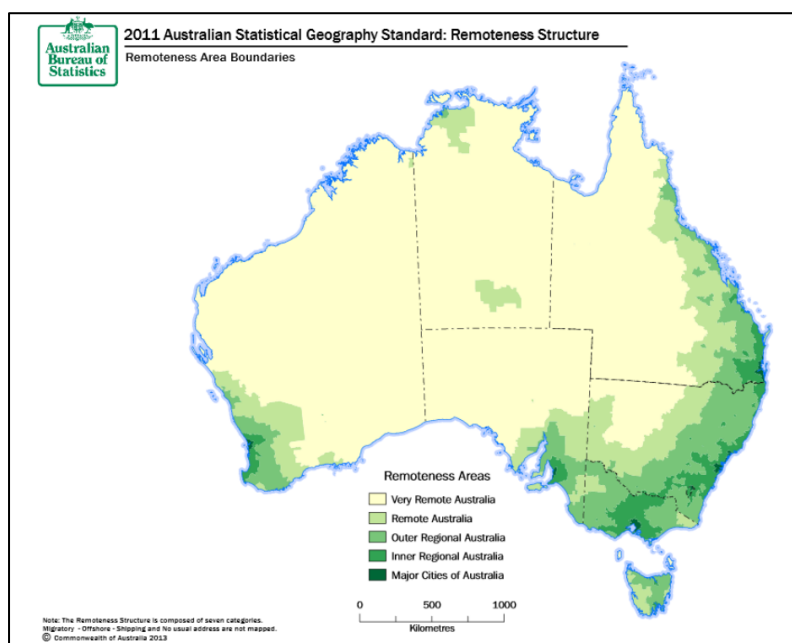 Australian
Bureau of
Statistics
2011 Australian Statistical Geography Standard: Remoteness Structure
Remoteness Area Boundaries
Remoteness Areas
Very Remote Australia
Remote Australia
Outer Regional Australia
Inner Regional Australia
Major Cities of Australia
0 500 1000
Kilometres
Note: The Remoteness Structure is composed of seven categories.
Migratory - Offshore - Shipping and No usual address are not mapped.
© Commonwealth of Australia 2013